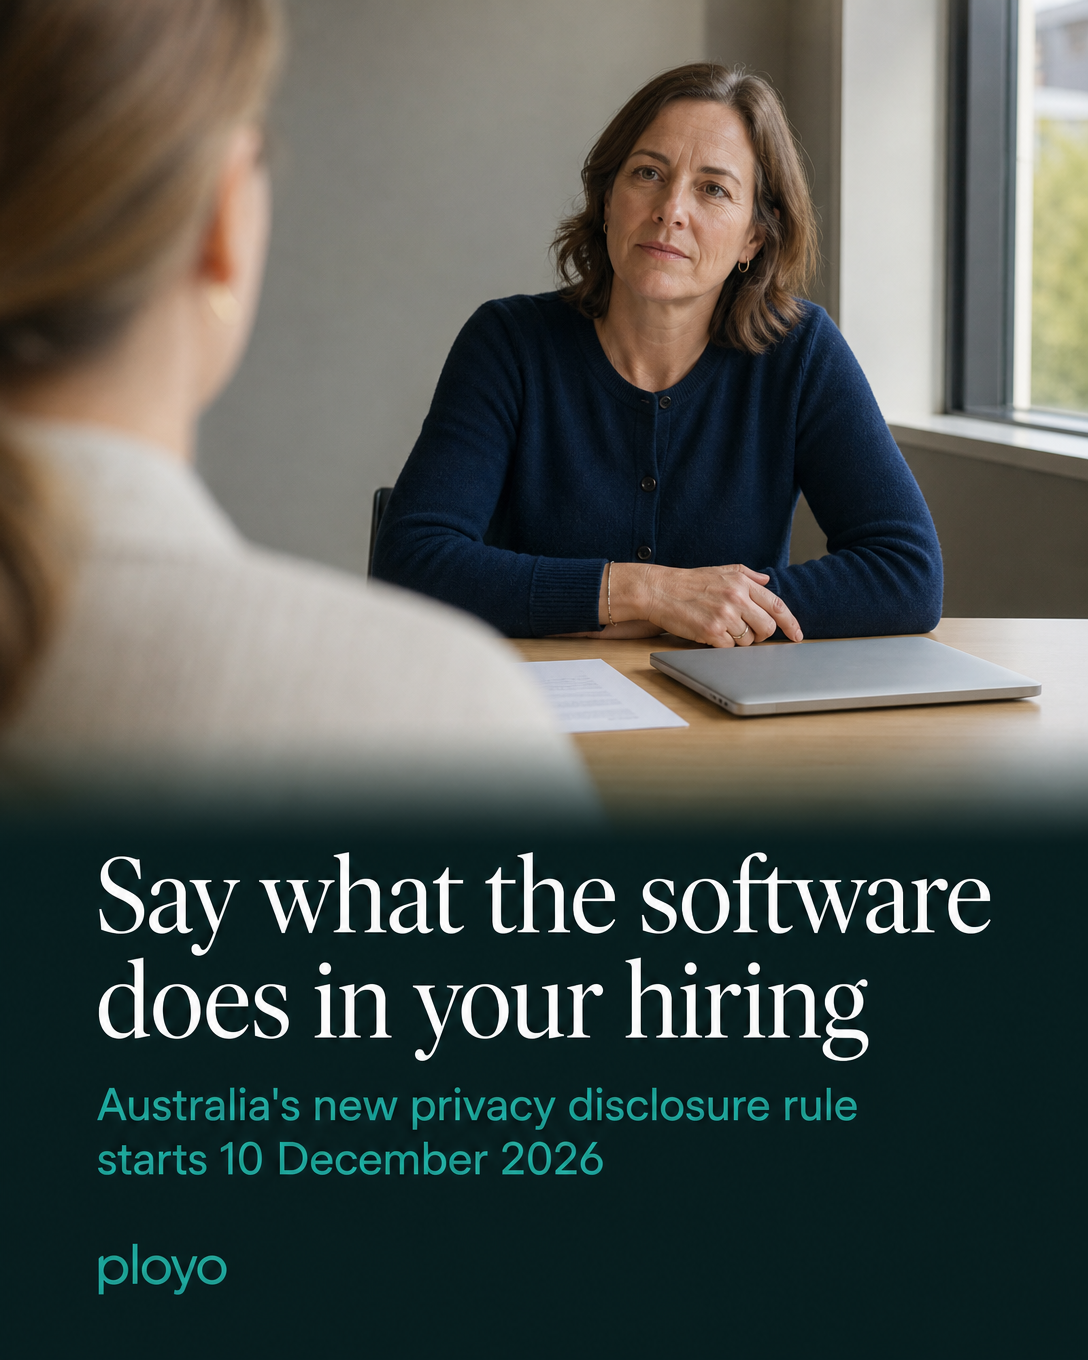 Say what the software
does in your hiring
Australia's new privacy disclosure rule
starts 10 December 2026
ployo